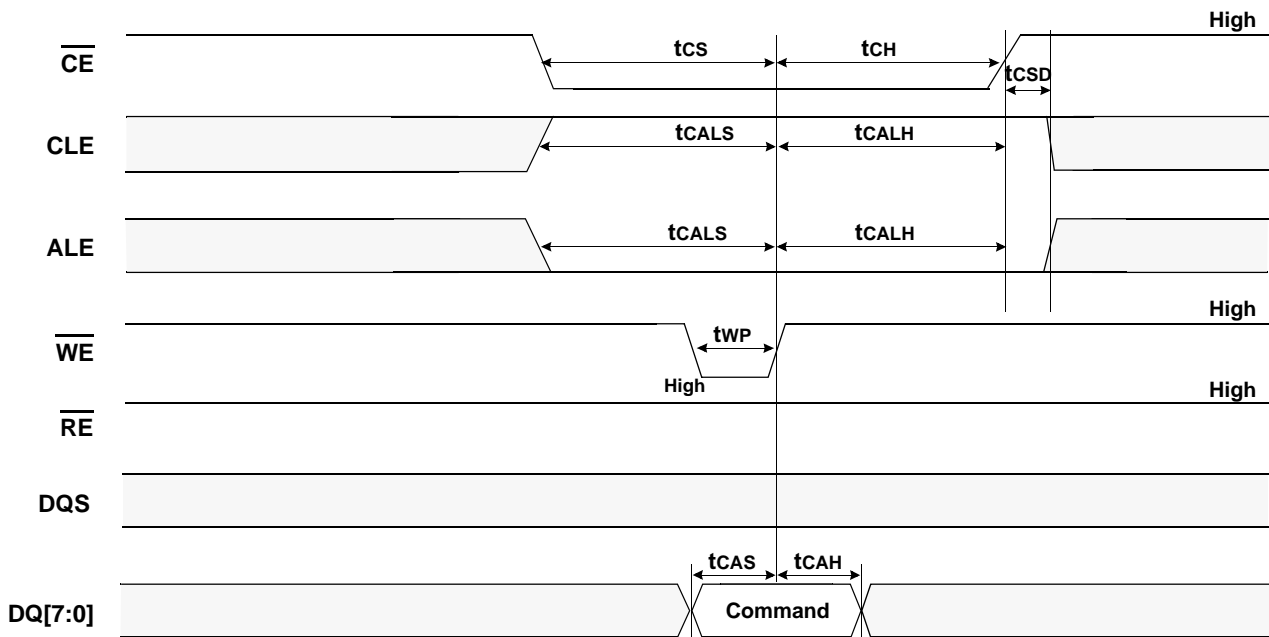 High
CE
tCS
tCH
tCSD
CLE
tCALS
tCALH
ALE
tCALS
tCALH
High
WE
tWP
High
High
RE
DQS
tCAS
tCAH
DQ[7:0]
Command